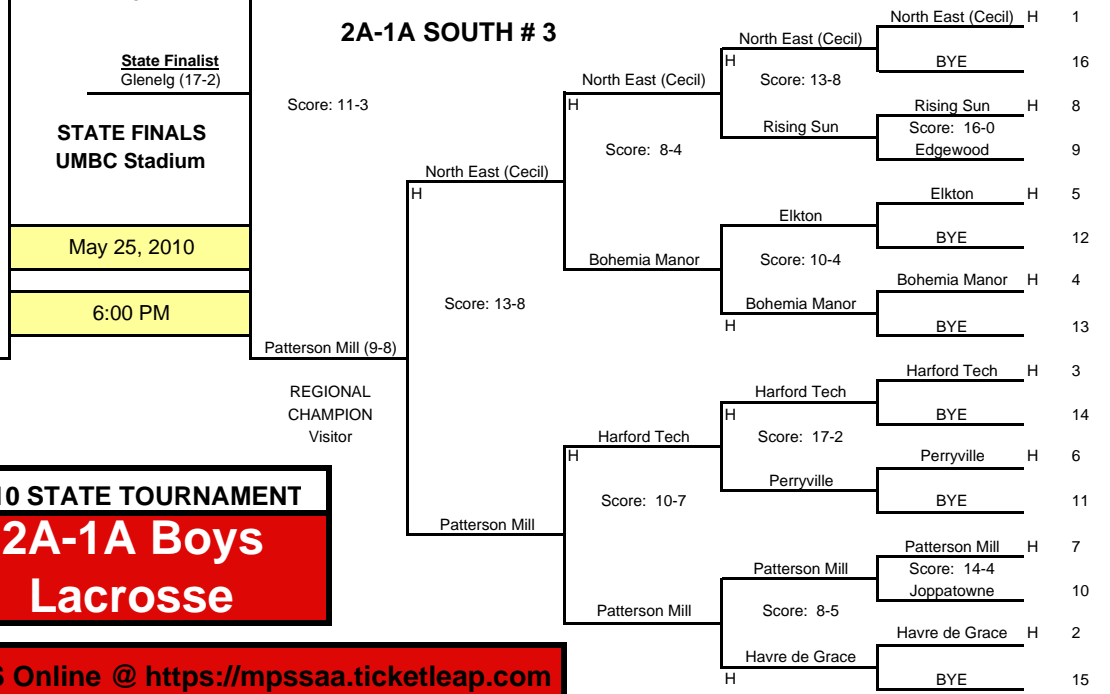 2A-1A SOUTH # 3
State Finalist
Glenelg (17-2)
Score: 11-3
STATE FINALS
UMBC Stadium
May 25, 2010
6:00 PM
Patterson Mill (9-8)
REGIONAL
CHAMPION
Visitor
North East (Cecil)
H
Score: 13-8
Patterson Mill
North East (Cecil)
H
Score: 8-4
Bohemia Manor
Harford Tech
H
Score: 10-7
Patterson Mill
North East (Cecil)
H
Score: 13-8
Rising Sun
Elkton
Score: 10-4
Bohemia Manor
H
Harford Tech
H
Score: 17-2
Perryville
Patterson Mill
Score: 8-5
Havre de Grace
H
North East (Cecil) H 1
BYE 16
Rising Sun H 8
Score: 16-0
Edgewood 9
Elkton H 5
BYE 12
Bohemia Manor H 4
BYE 13
Harford Tech H 3
BYE 14
Perryville H 6
BYE 11
Patterson Mill H 7
Score: 14-4
Joppatowne 10
Havre de Grace H 2
BYE 15
10 STATE TOURNAMENT
2A-1A Boys
Lacrosse
S Online @ https://mpssaa.ticketleap.com